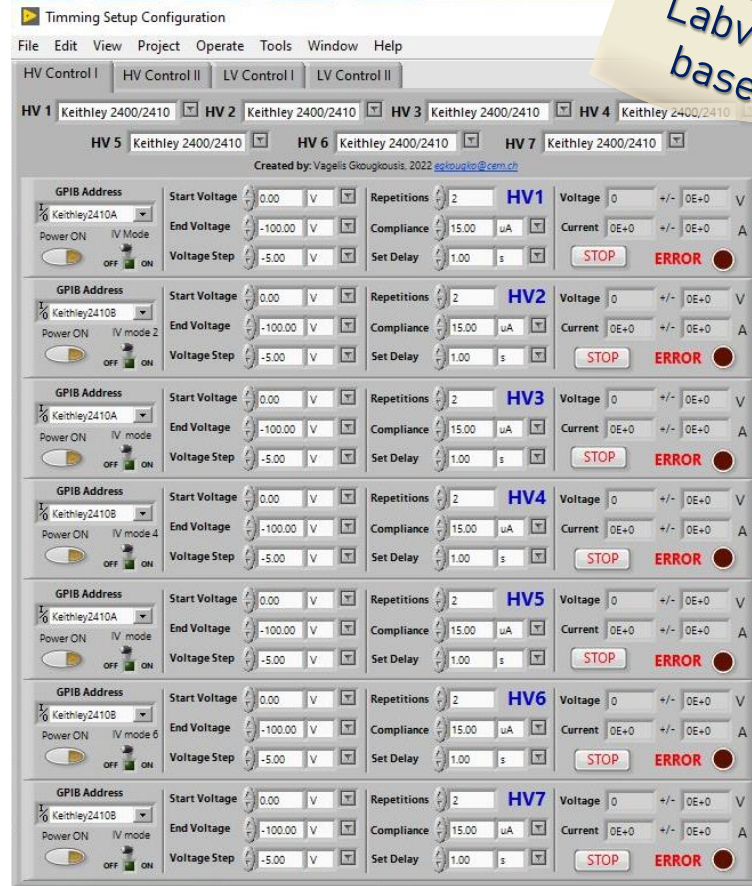 Timming Setup Configuration
File Edit View Project Operate Tools Window Help
HV Control I HV Control II LV Control I LV Control II
HV 1 Keithley 2400/2410 HV 2 Keithley 2400/2410 HV 3 Keithley 2400/2410 HV 4 Keithley 2400/2410
HV 5 Keithley 2400/2410 HV 6 Keithley 2400/2410 HV 7 Keithley 2400/2410
Created by: Vagelis Gkougkousis, 2022 egkougko@cern.ch
GPIB Address Start Voltage 0.00 V Repetitions 2 HV1 Voltage 0 +/- 0E+0 V
Keithley2410A End Voltage -100.00 V Compliance 15.00 uA Current 0E+0 +/- 0E+0 A
Power ON IV Mode OFF ON Voltage Step -5.00 V Set Delay 1.00 s STOP ERROR
GPIB Address Start Voltage 0.00 V Repetitions 2 HV2 Voltage 0 +/- 0E+0 V
Keithley2410B End Voltage -100.00 V Compliance 15.00 uA Current 0E+0 +/- 0E+0 A
Power ON IV mode 2 OFF ON Voltage Step -5.00 V Set Delay 1.00 s STOP ERROR
GPIB Address Start Voltage 0.00 V Repetitions 2 HV3 Voltage 0 +/- 0E+0 V
Keithley2410A End Voltage -100.00 V Compliance 15.00 uA Current 0E+0 +/- 0E+0 A
Power ON IV mode OFF ON Voltage Step -5.00 V Set Delay 1.00 s STOP ERROR
GPIB Address Start Voltage 0.00 V Repetitions 2 HV4 Voltage 0 +/- 0E+0 V
Keithley2410B End Voltage -100.00 V Compliance 15.00 uA Current 0E+0 +/- 0E+0 A
Power ON IV mode 4 OFF ON Voltage Step -5.00 V Set Delay 1.00 s STOP ERROR
GPIB Address Start Voltage 0.00 V Repetitions 2 HV5 Voltage 0 +/- 0E+0 V
Keithley2410A End Voltage -100.00 V Compliance 15.00 uA Current 0E+0 +/- 0E+0 A
Power ON IV mode OFF ON Voltage Step -5.00 V Set Delay 1.00 s STOP ERROR
GPIB Address Start Voltage 0.00 V Repetitions 2 HV6 Voltage 0 +/- 0E+0 V
Keithley2410B End Voltage -100.00 V Compliance 15.00 uA Current 0E+0 +/- 0E+0 A
Power ON IV mode 6 OFF ON Voltage Step -5.00 V Set Delay 1.00 s STOP ERROR
GPIB Address Start Voltage 0.00 V Repetitions 2 HV7 Voltage 0 +/- 0E+0 V
Keithley2410B End Voltage -100.00 V Compliance 15.00 uA Current 0E+0 +/- 0E+0 A
Power ON IV mode OFF ON Voltage Step -5.00 V Set Delay 1.00 s STOP ERROR